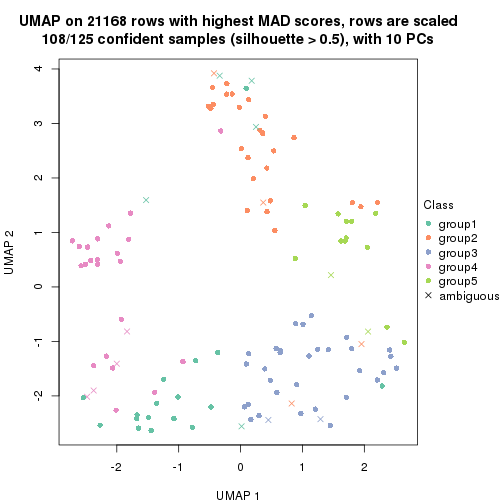 UMAP on 21168 rows with highest MAD scores, rows are scaled
108/125 confident samples (silhouette > 0.5), with 10 PCs
4
3
2
1
0
-1
-2
UMAP 2
-2
-1
0
1
2
UMAP 1
Class
group1
group2
group3
group4
group5
ambiguous